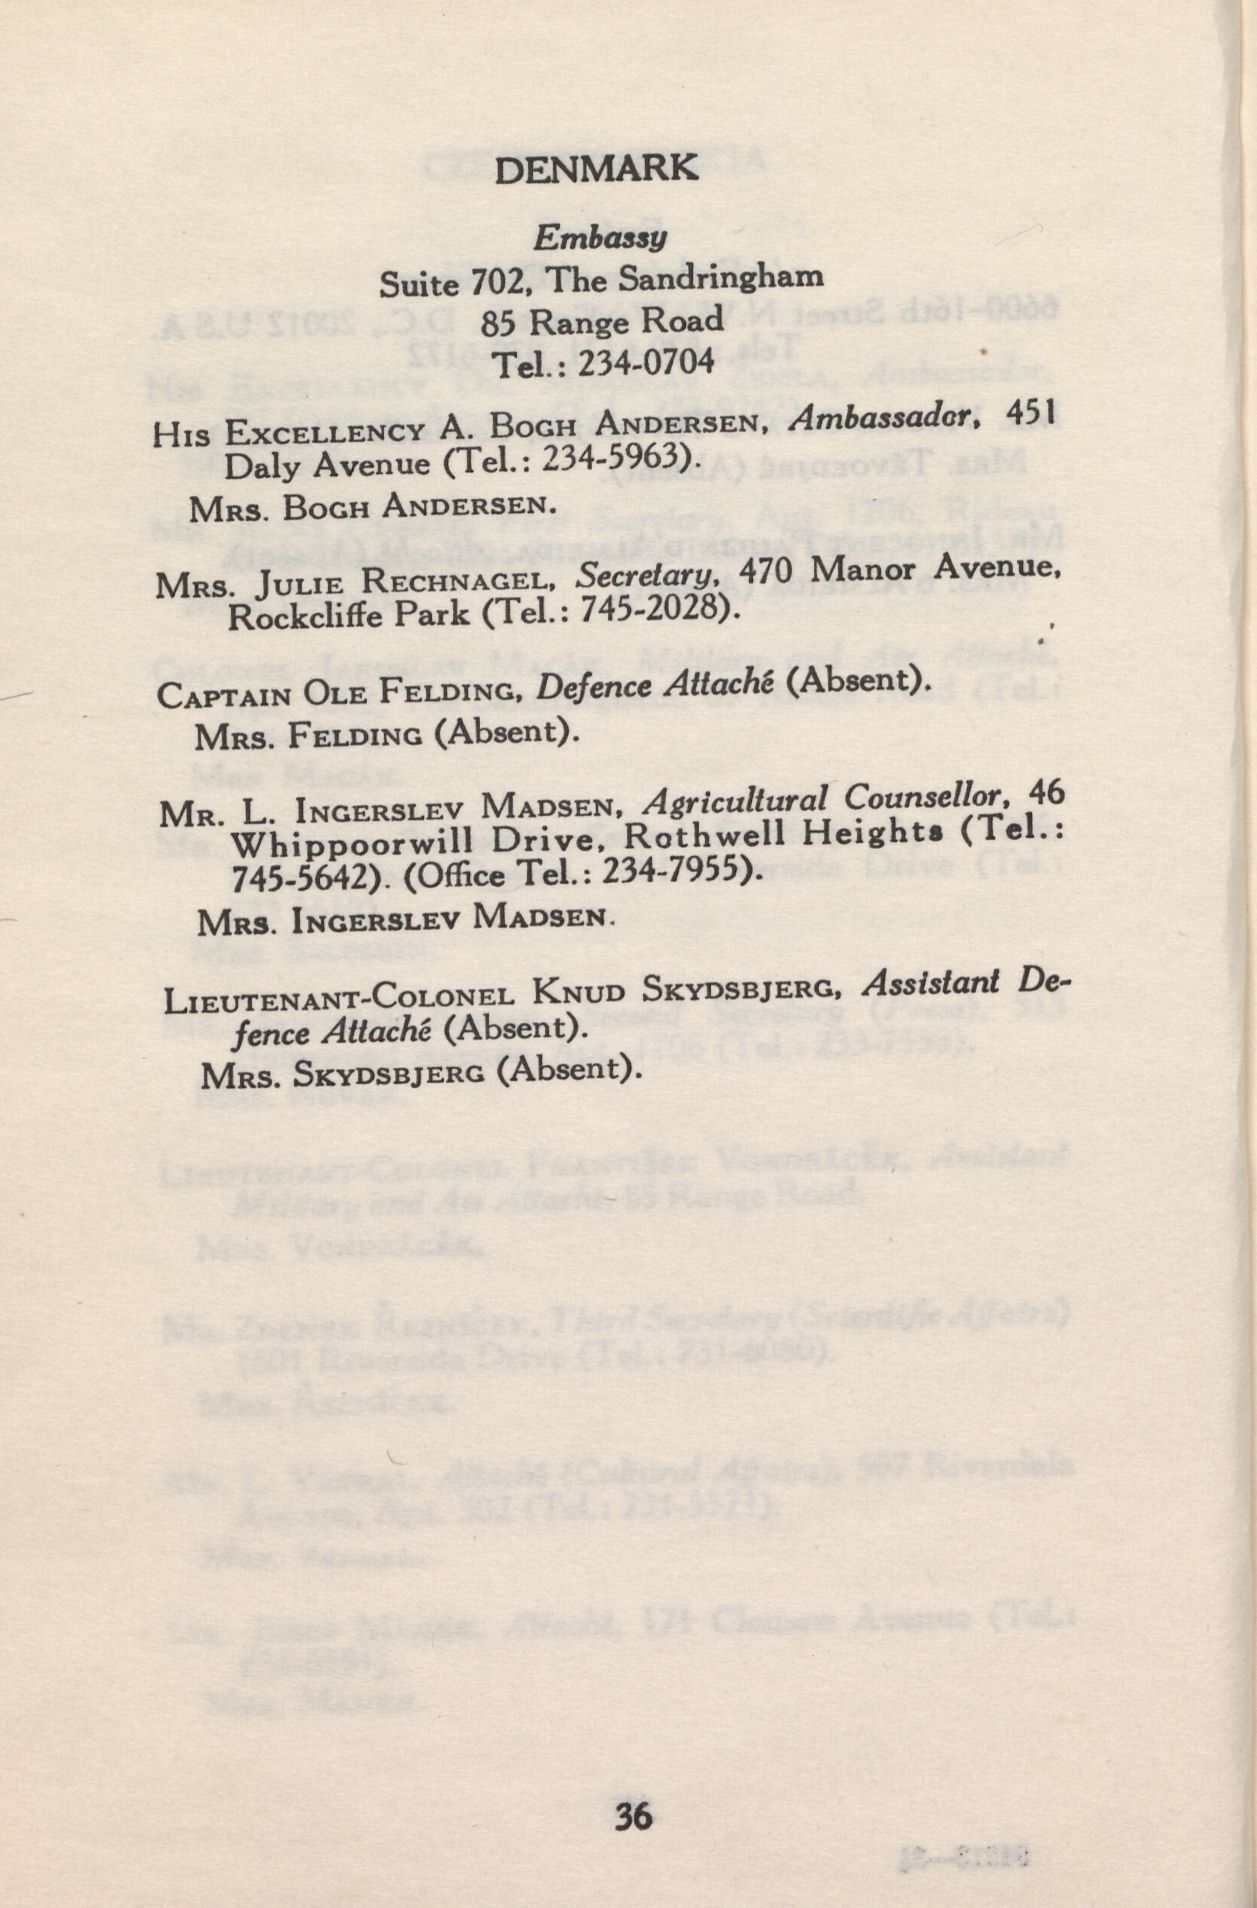 DENMARK
Embassy
Suite 702, The Sandringham
85 Range Road
Tel.: 234-0704
His Excellency A. Bogh Andersen, Ambassador, 451
Daly Avenue (Tel.: 234-5963).
Mrs. Bogh Andersen.
Mrs. Julie Rechnagel, Secretary, 470 Manor Avenue,
Rockcliffe Park (Tel.: 745-2028).
Captain Ole Felding, Defence Attaché (Absent).
Mrs. Felding (Absent).
Mr. L. Ingerslev Madsen, Agricultural Counsellor, 46
Whippoorwill Drive, Rothwell Heights (Tel.:
745-5642). (Office Tel.: 234-7955).
Mrs. Ingerslev Madsen.
Lieutenant-Colonel Knud Skydsbjerg, Assistant De-
fence Attaché (Absent).
Mrs. Skydsbjerg (Absent).
36